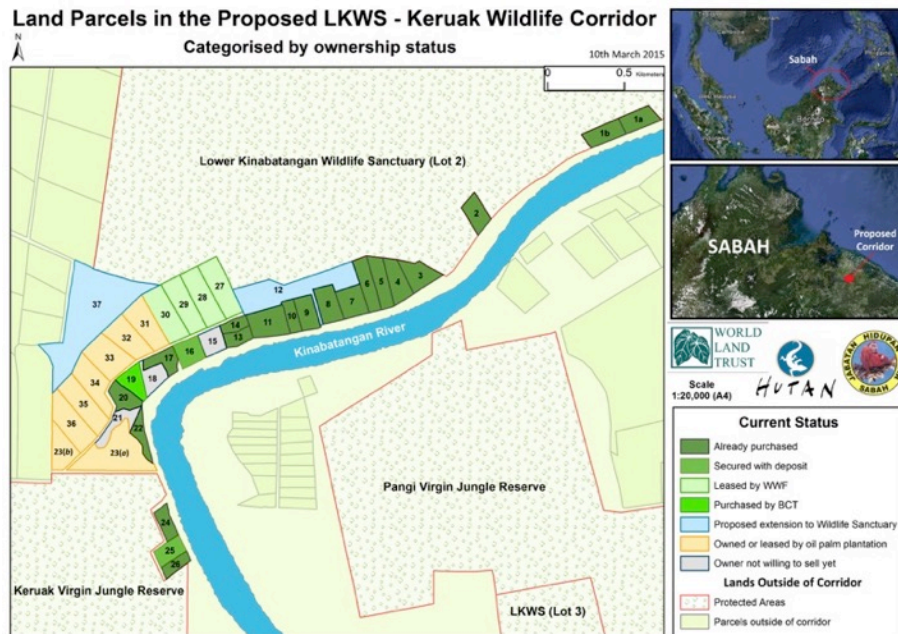 Land Parcels in the Proposed LKWS - Keruak Wildlife Corridor
Categorised by ownership status
10th March 2015
N
0 0.5 Kilometers
Sabah
Borneo
1a
1b
Lower Kinabatangan Wildlife Sanctuary (Lot 2)
2
37
12
3
27
28
29
30
31
32
33
34
35
36
4
5
6
7
8
9
10
11
13
14
15
16
17
18
19
20
21
22
23(a)
23(b)
Kinabatangan River
24
25
26
Pangi Virgin Jungle Reserve
Keruak Virgin Jungle Reserve
LKWS (Lot 3)
SABAH
Proposed
Corridor
WORLD
LAND
TRUST
HUTAN
JABATAN HIDUPAN
SABAH
Scale
1:20,000 (A4)
Current Status
Already purchased
Secured with deposit
Leased by WWF
Purchased by BCT
Proposed extension to Wildlife Sanctuary
Owned or leased by oil palm plantation
Owner not willing to sell yet
Lands Outside of Corridor
Protected Areas
Parcels outside of corridor